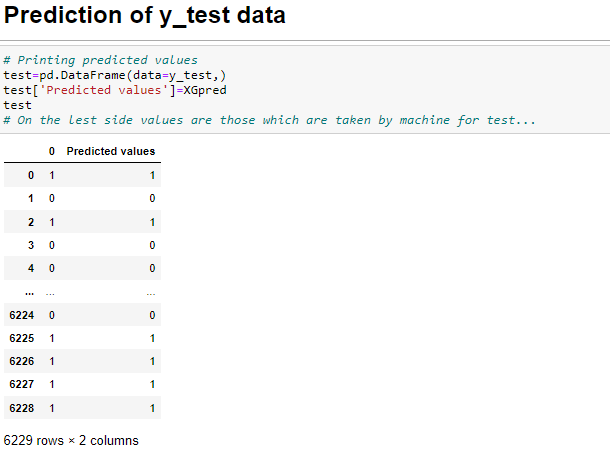 Prediction of y_test data
# Printing predicted values
test=pd.DataFrame(data=y_test,)
test['Predicted values']=XGpred
test
# On the lest side values are those which are taken by machine for test...
0 Predicted values
0 1 1
1 0 0
2 1 1
3 0 0
4 0 0
... ... ...
6224 0 0
6225 1 1
6226 1 1
6227 1 1
6228 1 1
6229 rows × 2 columns